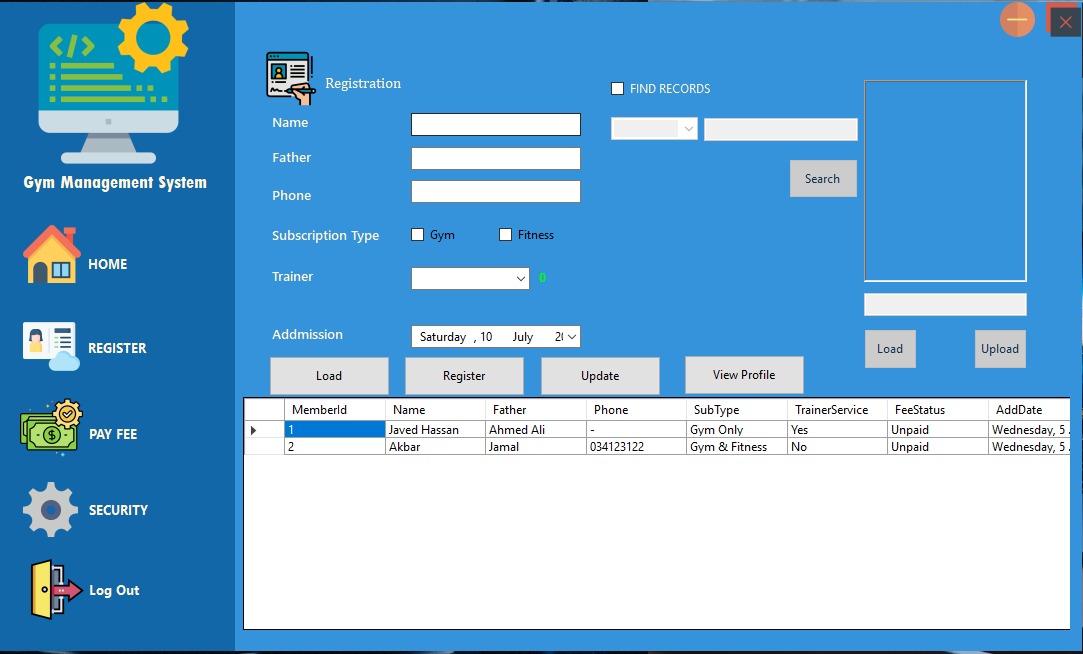 Gym Management System
HOME
REGISTER
PAY FEE
SECURITY
Log Out
Registration
FIND RECORDS
Name
Father
Search
Phone
Subscription Type Gym Fitness
Trainer 0
Addmission Saturday , 10 July
Load Upload
Load Register Update View Profile
MemberId Name Father Phone SubType TrainerService FeeStatus AddDate
1 Javed Hassan Ahmed Ali - Gym Only Yes Unpaid Wednesday, 5
2 Akbar Jamal 034123122 Gym & Fitness No Unpaid Wednesday, 5